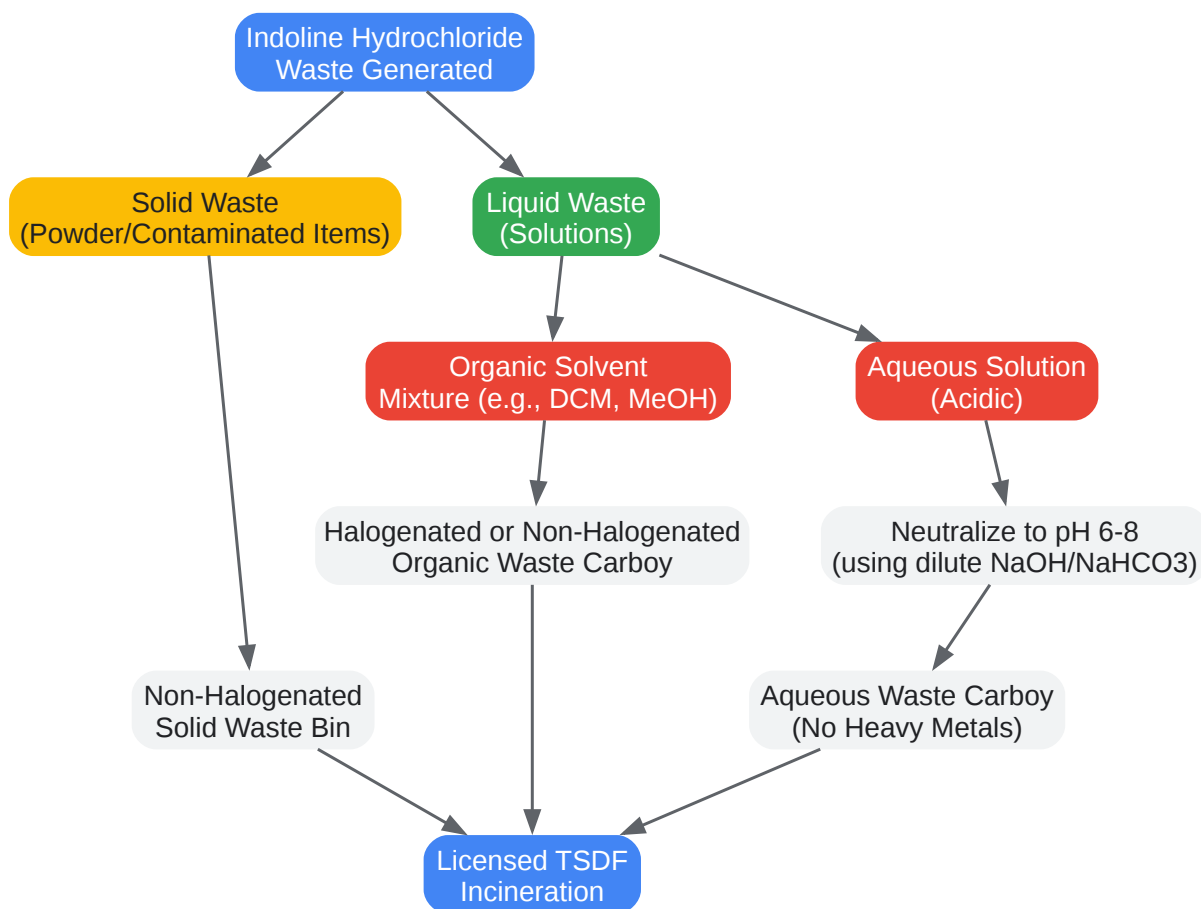 Indoline Hydrochloride
Waste Generated
Solid Waste
(Powder/Contaminated Items)
Liquid Waste
(Solutions)
Organic Solvent
Mixture (e.g., DCM, MeOH)
Aqueous Solution
(Acidic)
Halogenated or Non-Halogenated
Organic Waste Carboy
Neutralize to pH 6-8
(using dilute NaOH/NaHCO3)
Non-Halogenated
Solid Waste Bin
Aqueous Waste Carboy
(No Heavy Metals)
Licensed TSDF
Incineration